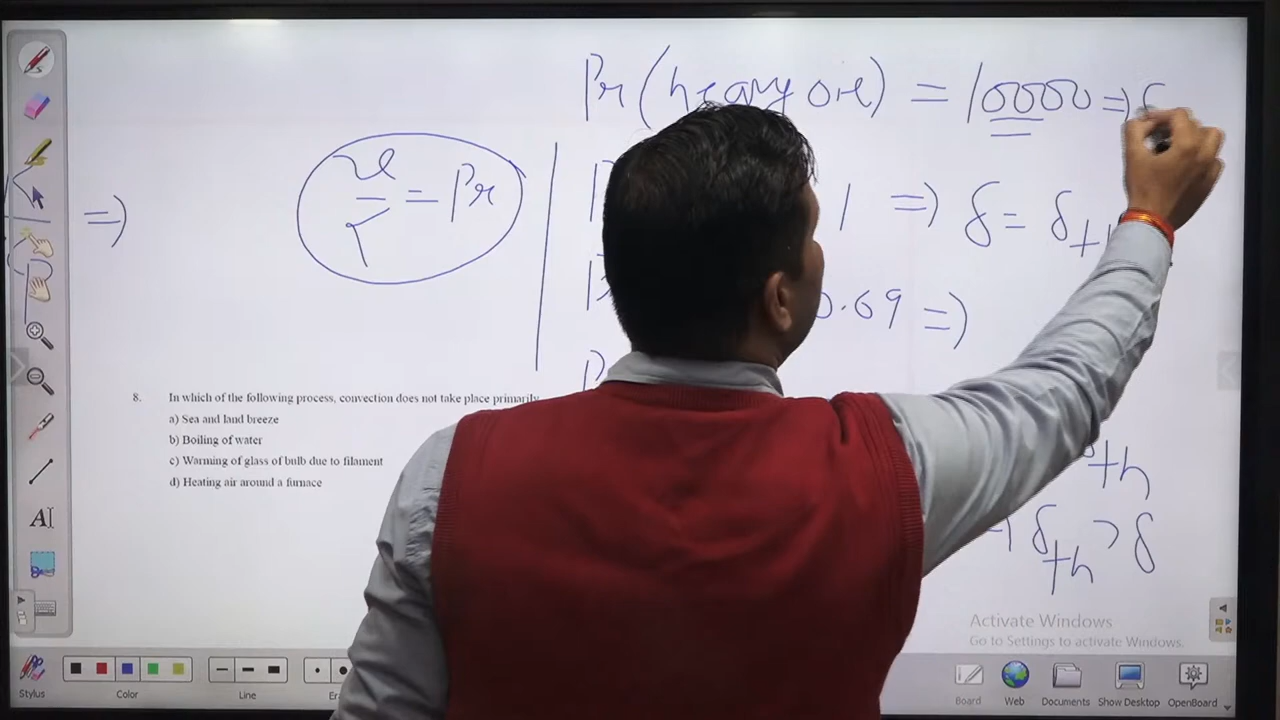 Pr (heavy oil) = 10000 => δ
=>
ν/r = Pr
1 => δ = δth
0.69 =>
8. In which of the following process, convection does not take place primarily
a) Sea and land breeze
b) Boiling of water
c) Warming of glass of bulb due to filament
d) Heating air around a furnace
th
δth > δ
Activate Windows
Go to Settings to activate Windows.
Stylus Color Line Board Web Documents Show Desktop OpenBoard